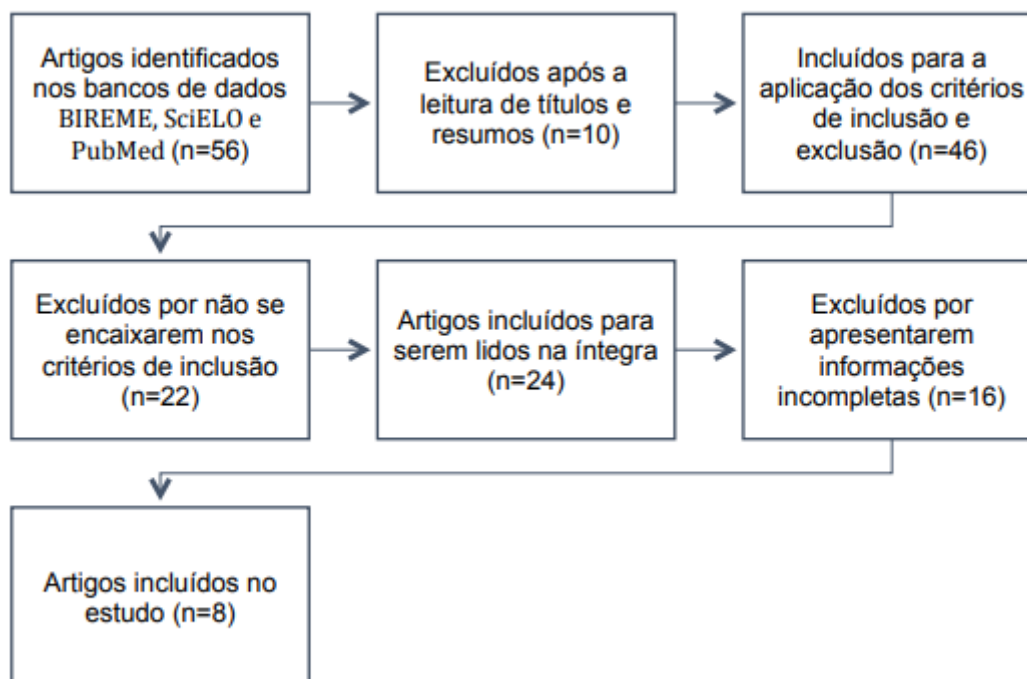 Artigos identificados
nos bancos de dados
BIREME, SciELO e
PubMed (n=56)
Excluídos após a
leitura de títulos e
resumos (n=10)
Incluídos para a
aplicação dos critérios
de inclusão e
exclusão (n=46)
Excluídos por não se
encaixarem nos
critérios de inclusão
(n=22)
Artigos incluídos para
serem lidos na íntegra
(n=24)
Excluídos por
apresentarem
informações
incompletas (n=16)
Artigos incluídos no
estudo (n=8)